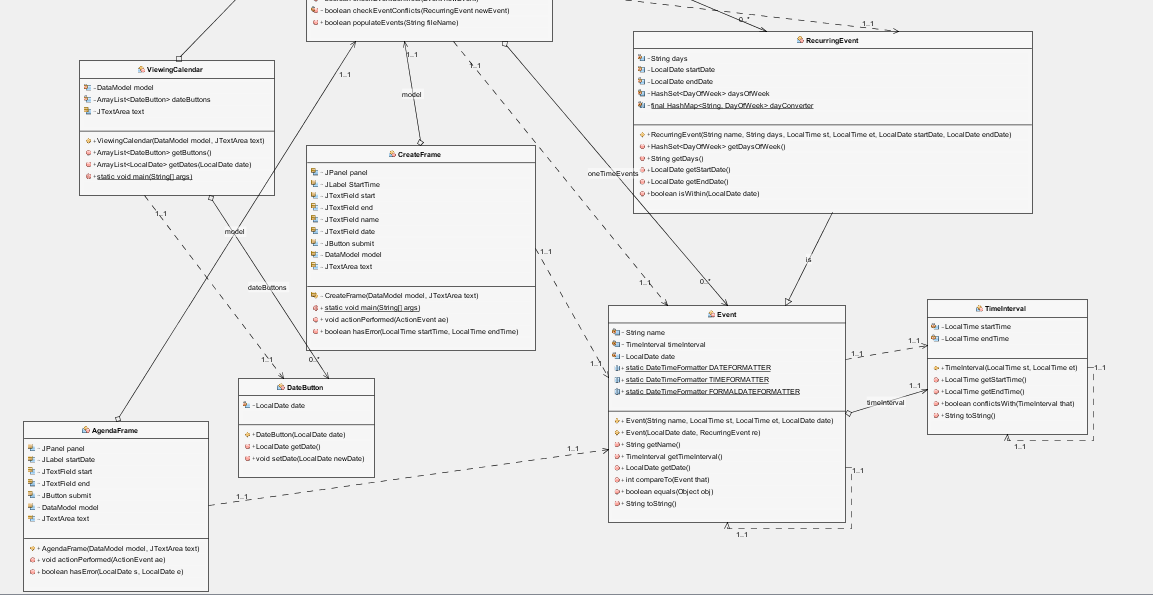 boolean checkEventConflicts(RecurringEvent newEvent)
+ boolean populateEvents(String fileName)
0..*
1..1
RecurringEvent
- String days
- LocalDate startDate
- LocalDate endDate
- HashSet<DayOfWeek> daysOfWeek
- final HashMap<String, DayOfWeek> dayConverter
+ RecurringEvent(String name, String days, LocalTime st, LocalTime et, LocalDate startDate, LocalDate endDate)
+ HashSet<DayOfWeek> getDaysOfWeek()
+ String getDays()
+ LocalDate getStartDate()
+ LocalDate getEndDate()
+ boolean isWithin(LocalDate date)
ViewingCalendar
- DataModel model
- ArrayList<DateButton> dateButtons
- JTextArea text
+ ViewingCalendar(DataModel model, JTextArea text)
+ ArrayList<DateButton> getButtons()
+ ArrayList<LocalDate> getDates(LocalDate date)
+ static void main(String[] args)
1..1
1..1
1..1
model
oneTimeEvents
CreateFrame
- JPanel panel
- JLabel StartTime
- JTextField start
- JTextField end
- JTextField name
- JTextField date
- JButton submit
- DataModel model
- JTextArea text
+ CreateFrame(DataModel model, JTextArea text)
+ static void main(String[] args)
+ void actionPerformed(ActionEvent ae)
+ boolean hasError(LocalTime startTime, LocalTime endTime)
1..1
model
dateButtons
1..1
is
1..1
0..*
1..1
0..*
1..1
DateButton
- LocalDate date
+ DateButton(LocalDate date)
+ LocalDate getDate()
+ void setDate(LocalDate newDate)
Event
- String name
- TimeInterval timeInterval
- LocalDate date
static DateTimeFormatter DATEFORMATTER
static DateTimeFormatter TIMEFORMATTER
static DateTimeFormatter FORMALDATEFORMATTER
+ Event(String name, LocalTime st, LocalTime et, LocalDate date)
+ Event(LocalDate date, RecurringEvent re)
+ String getName()
+ TimeInterval getTimeInterval()
+ LocalDate getDate()
+ int compareTo(Event that)
+ boolean equals(Object obj)
+ String toString()
TimeInterval
- LocalTime startTime
- LocalTime endTime
+ TimeInterval(LocalTime st, LocalTime et)
+ LocalTime getStartTime()
+ LocalTime getEndTime()
+ boolean conflictsWith(TimeInterval that)
+ String toString()
1..1
1..1
1..1
1..1
timeInterval
1..1
1..1
1..1
AgendaFrame
- JPanel panel
- JLabel startDate
- JTextField start
- JTextField end
- JButton submit
- DataModel model
- JTextArea text
+ AgendaFrame(DataModel model, JTextArea text)
+ void actionPerformed(ActionEvent ae)
+ boolean hasError(LocalDate s, LocalDate e)
1..1
1..1